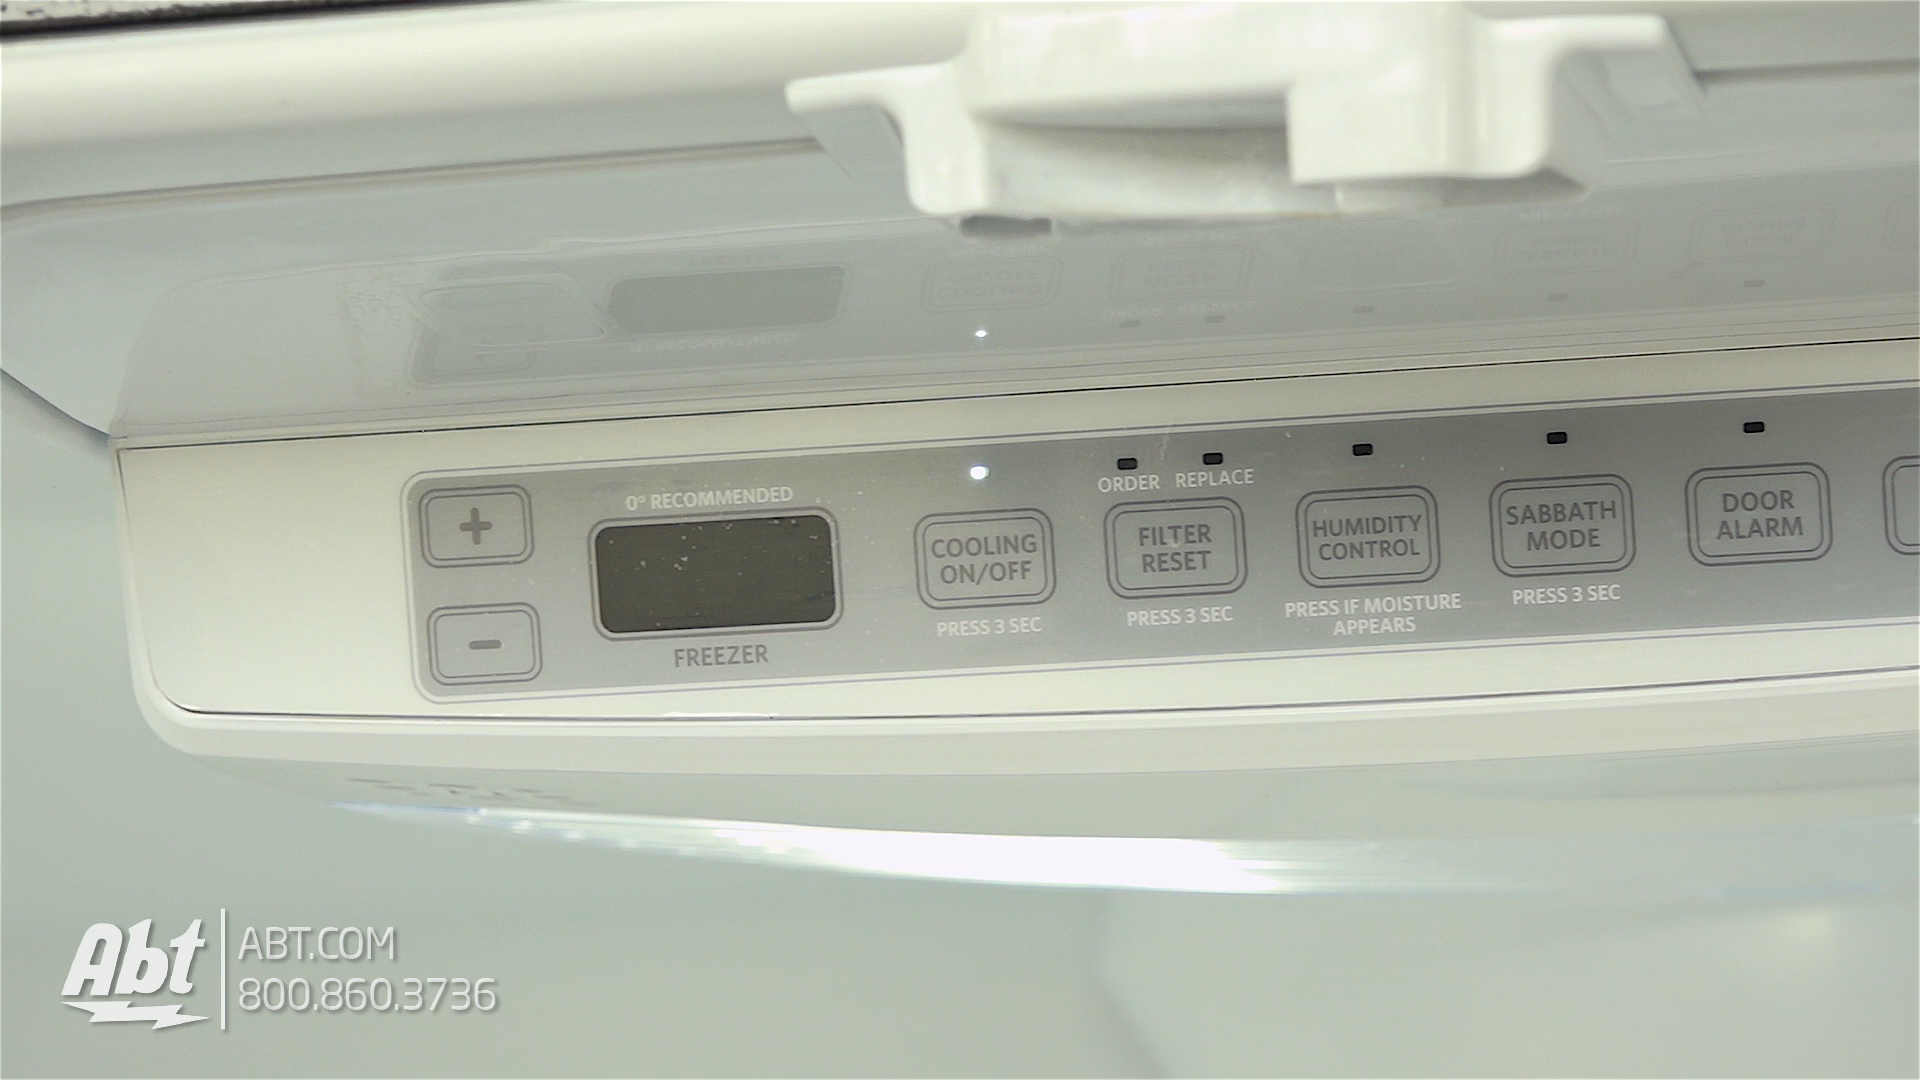 0° RECOMMENDED
+
-
FREEZER
COOLING
ON/OFF
PRESS 3 SEC
ORDER REPLACE
FILTER
RESET
PRESS 3 SEC
HUMIDITY
CONTROL
PRESS IF MOISTURE
APPEARS
SABBATH
MODE
PRESS 3 SEC
DOOR
ALARM
Abt
ABT.COM
800.860.3736